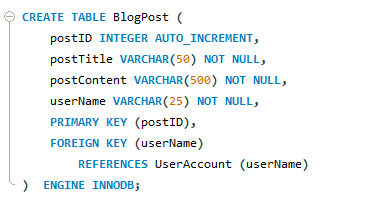 CREATE TABLE BlogPost (
postID INTEGER AUTO_INCREMENT,
postTitle VARCHAR(50) NOT NULL,
postContent VARCHAR(500) NOT NULL,
userName VARCHAR(25) NOT NULL,
PRIMARY KEY (postID),
FOREIGN KEY (userName)
REFERENCES UserAccount (userName)
) ENGINE INNODB;